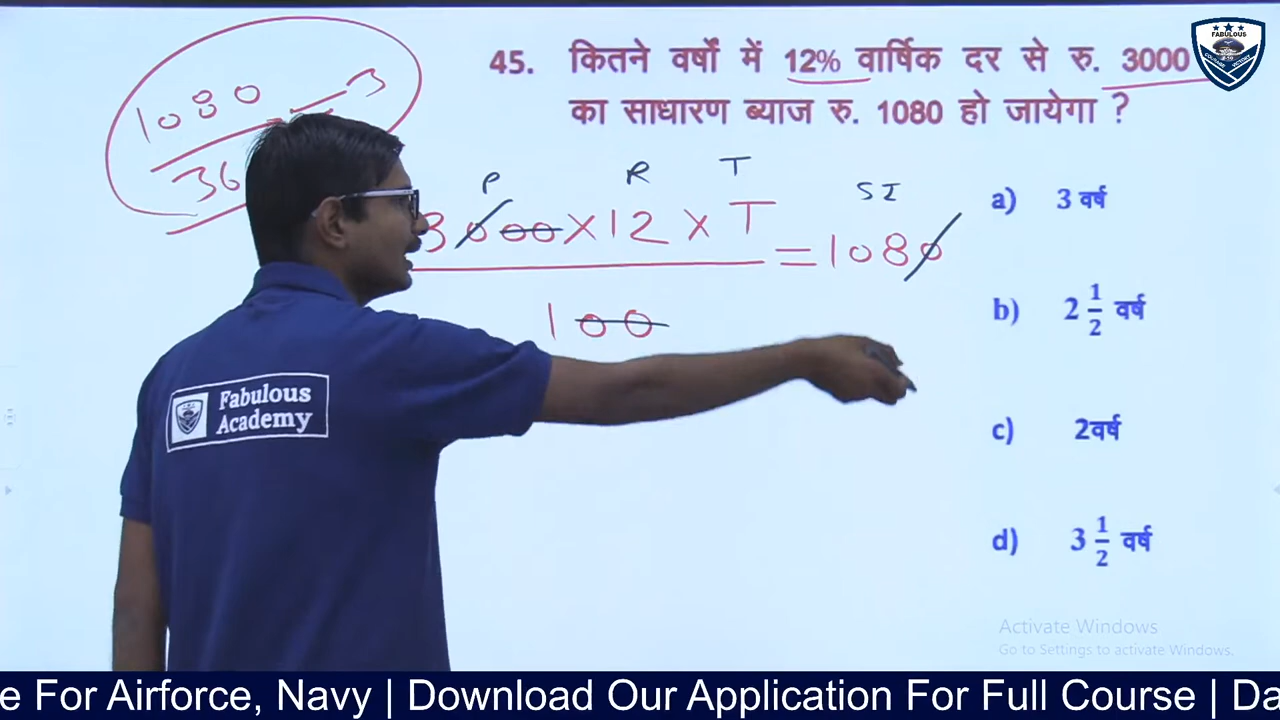 45. कितने वर्षों में 12% वार्षिक दर से रु. 3000
का साधारण ब्याज रु. 1080 हो जायेगा ?
1080
36
3
P R T SI
3000×12×T = 1080
100
a) 3 वर्ष
b) 2 1/2 वर्ष
c) 2वर्ष
d) 3 1/2 वर्ष
FABULOUS
Fabulous
Academy
Activate Windows
Go to Settings to activate Windows.
e For Airforce, Navy | Download Our Application For Full Course | Da